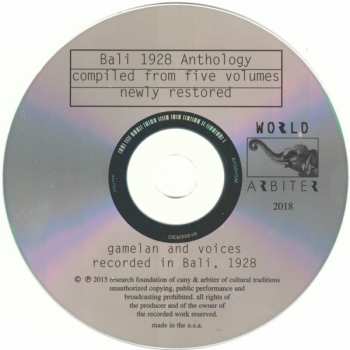 Bali 1928 Anthology
compiled from five volumes
newly restored
WORLD
ARBITER
2018
gamelan and voices
recorded in Bali, 1928
© ℗ 2015 research foundation of cuny & arbiter of cultural traditions
unauthorized copying, public performance and
broadcasting prohibited. all rights of
the producer and of the owner of
the recorded work reserved.
made in the u.s.a.